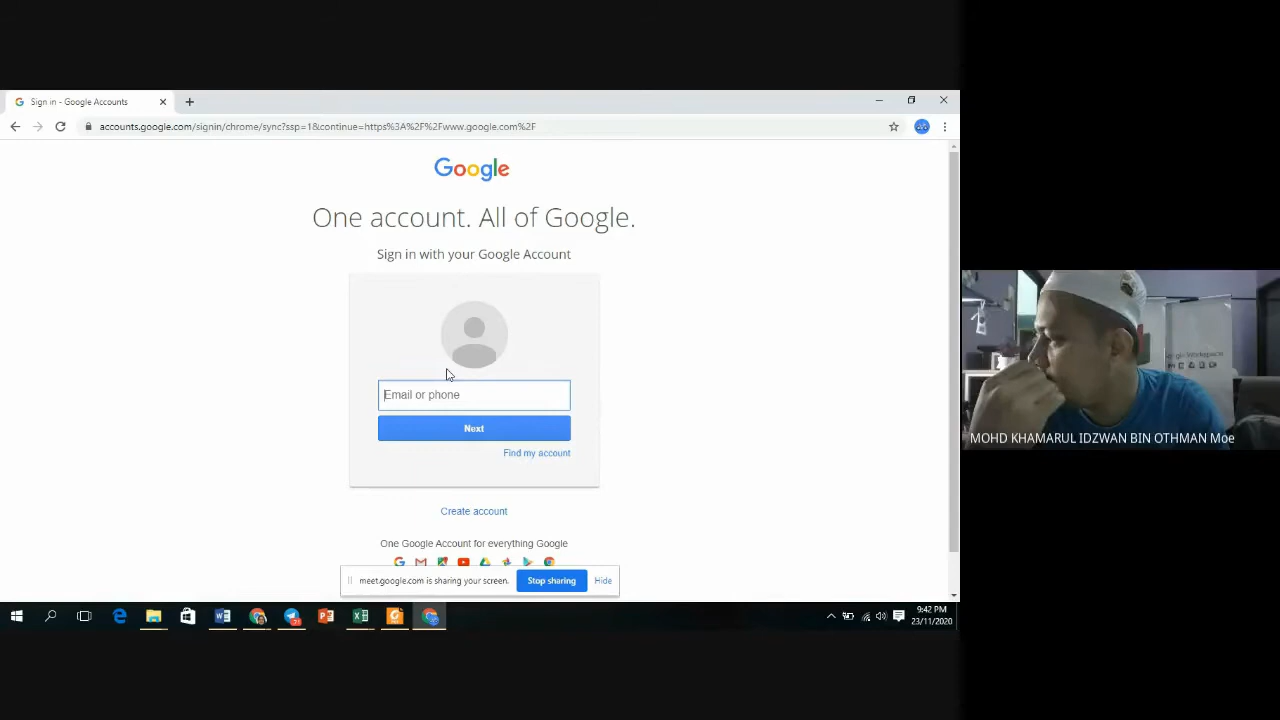 Sign in - Google Accounts
accounts.google.com/signin/chrome/sync?ssp=1&continue=https%3A%2F%2Fwww.google.com%2F
Google
One account. All of Google.
Sign in with your Google Account
Email or phone
Next
Find my account
Create account
One Google Account for everything Google
meet.google.com is sharing your screen.
Stop sharing
Hide
9:42 PM
23/11/2020
Workspace
MOHD KHAMARUL IDZWAN BIN OTHMAN Moe